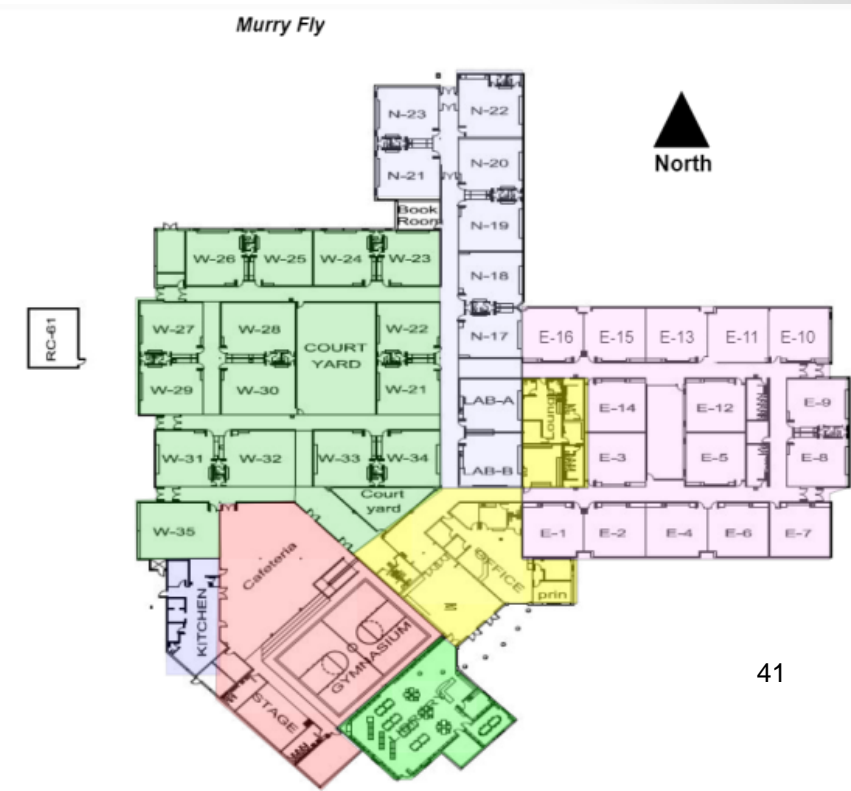 Murry Fly
North
N-23
N-22
N-21
N-20
Book
Room
N-19
W-26
W-25
W-24
W-23
N-18
RC-61
W-27
W-28
COURT
YARD
W-22
N-17
E-16
E-15
E-13
E-11
E-10
W-29
W-30
W-21
LAB-A
Lounge
E-14
E-12
E-9
W-31
W-32
W-33
W-34
LAB-B
E-3
E-5
E-8
Court
yard
W-35
E-1
E-2
E-4
E-6
E-7
Cafeteria
OFFICE
prin
M
KITCHEN
GYMNASIUM
STAGE
LIBRARY
41